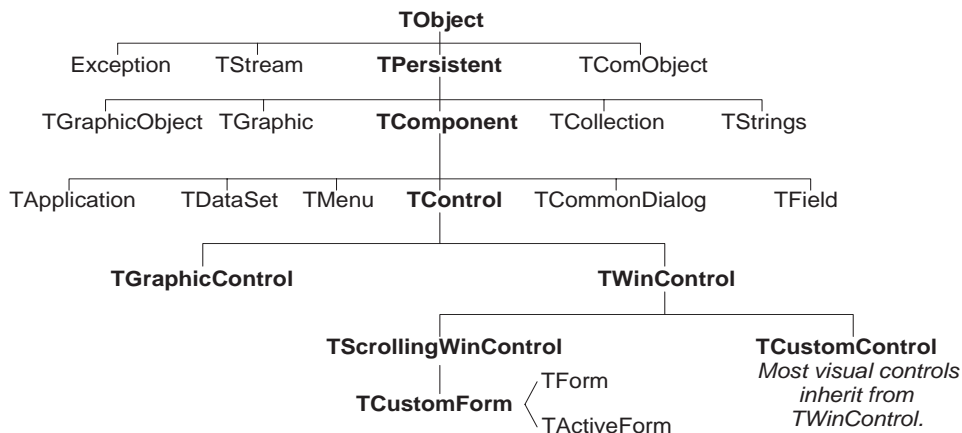 TObject
Exception TStream TPersistent TComObject
TGraphicObject TGraphic TComponent TCollection TStrings
TApplication TDataSet TMenu TControl TCommonDialog TField
TGraphicControl TWinControl
TScrollingWinControl TCustomControl
Most visual controls
inherit from
TWinControl.
TCustomForm
TForm
TActiveForm